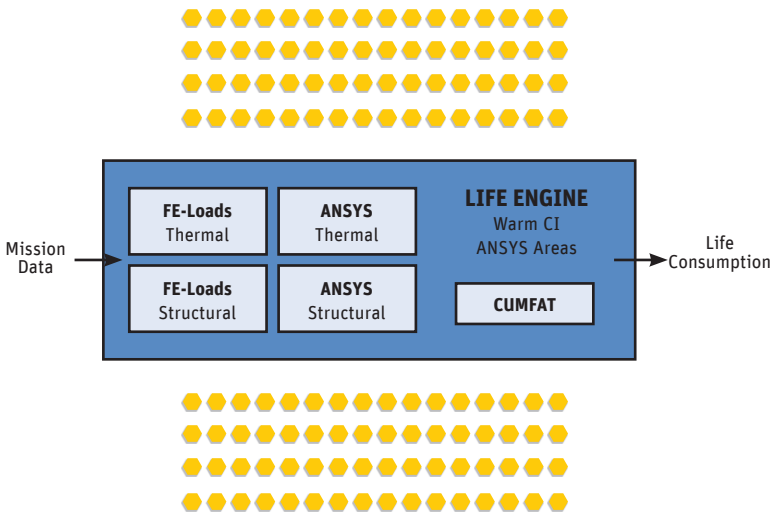 Mission
Data
FE-Loads
Thermal
ANSYS
Thermal
FE-Loads
Structural
ANSYS
Structural
LIFE ENGINE
Warm CI
ANSYS Areas
CUMFAT
Life
Consumption